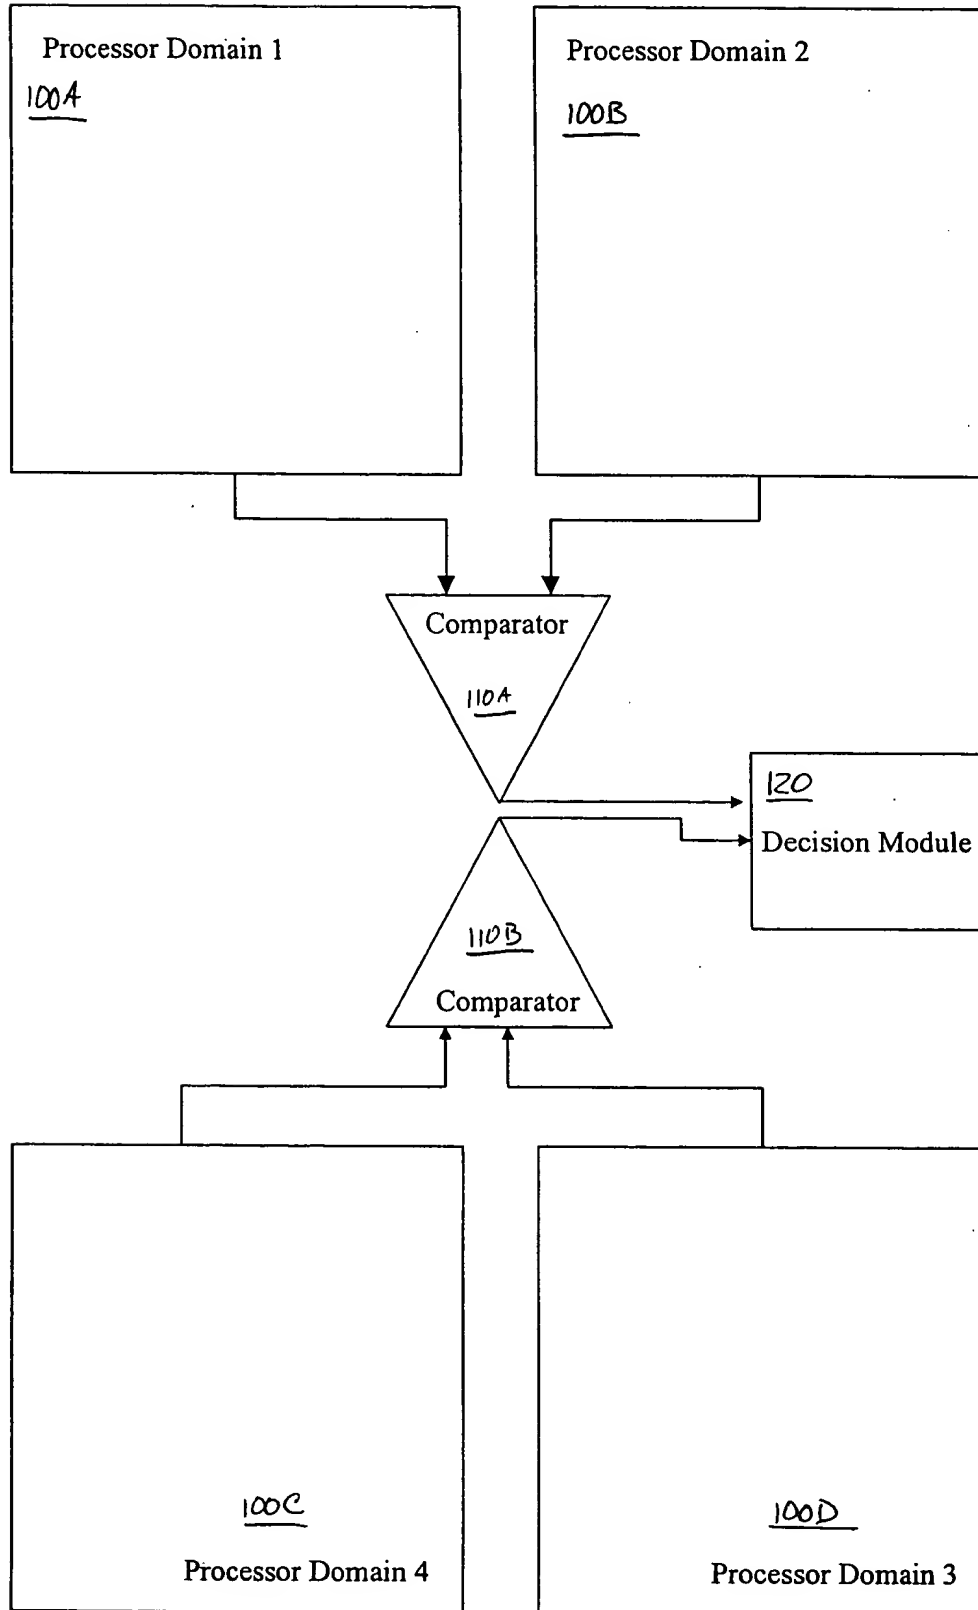 Processor Domain 1
100A
Processor Domain 2
100B
Comparator
110A
120
Decision Module
110B
Comparator
100C
Processor Domain 4
100D
Processor Domain 3